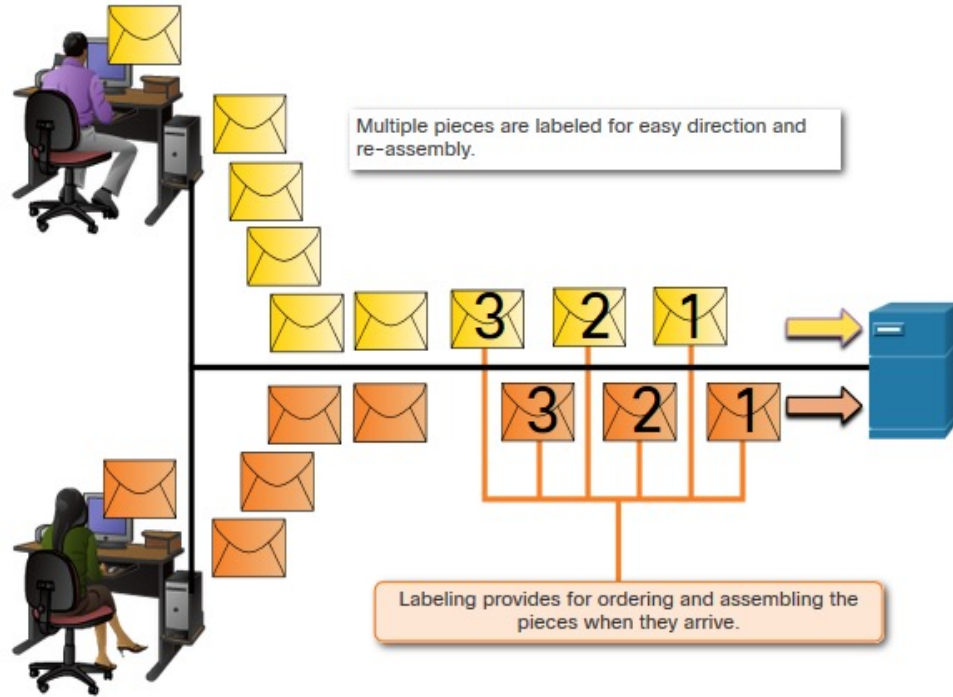 Multiple pieces are labeled for easy direction and
re-assembly.
3 2 1
3 2 1
Labeling provides for ordering and assembling the
pieces when they arrive.